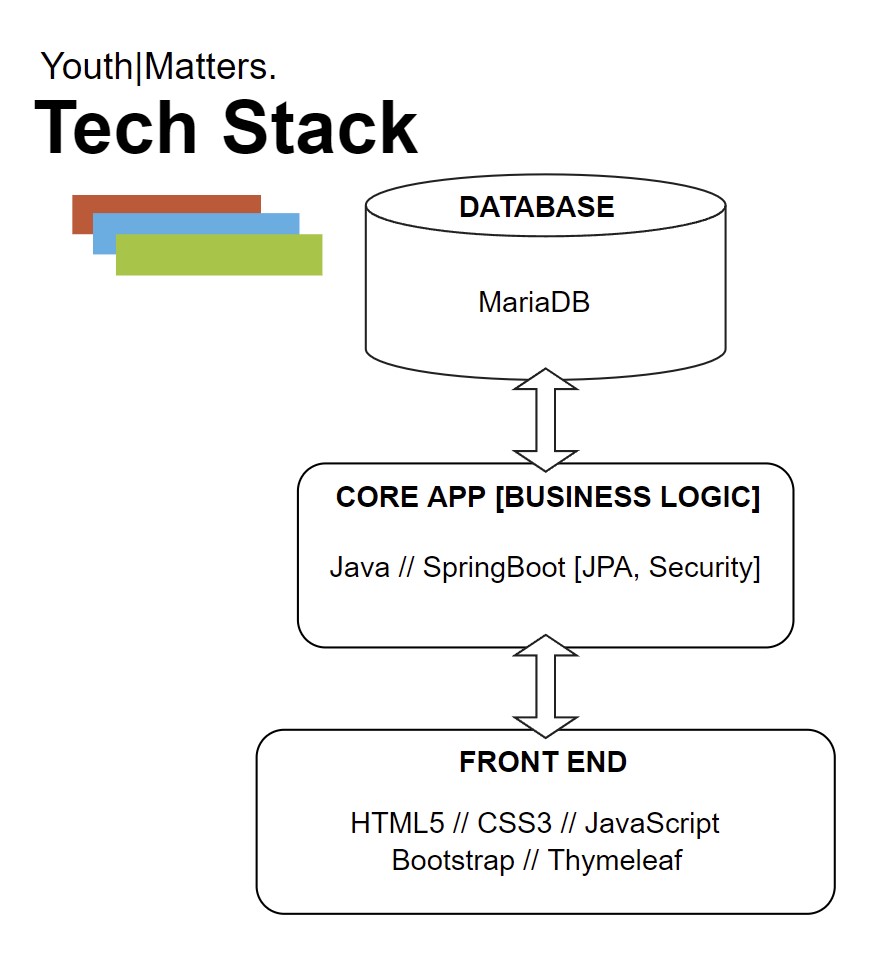 Youth|Matters.
Tech Stack
DATABASE
MariaDB
CORE APP [BUSINESS LOGIC]
Java // SpringBoot [JPA, Security]
FRONT END
HTML5 // CSS3 // JavaScript
Bootstrap // Thymeleaf